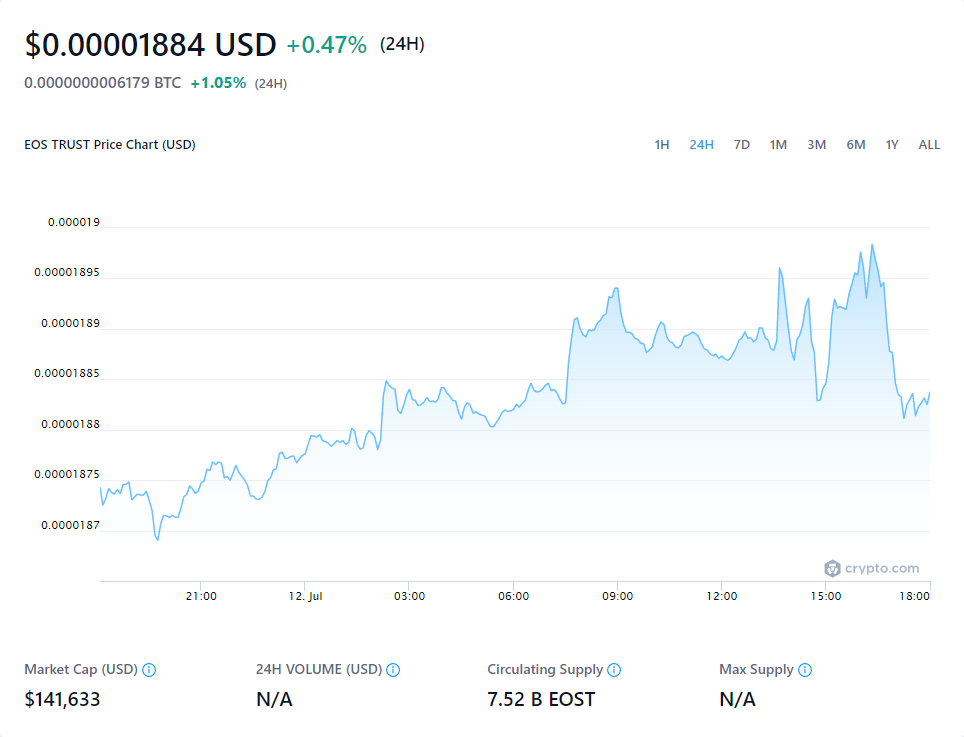 $0.00001884 USD +0.47% (24H)
0.0000000006179 BTC +1.05% (24H)
EOS TRUST Price Chart (USD) 1H 24H 7D 1M 3M 6M 1Y ALL
0.000019
0.00001895
0.0000189
0.00001885
0.0000188
0.00001875
0.0000187
crypto.com
21:00 12. Jul 03:00 06:00 09:00 12:00 15:00 18:00
Market Cap (USD) 24H VOLUME (USD) Circulating Supply Max Supply
$141,633 N/A 7.52 B EOST N/A